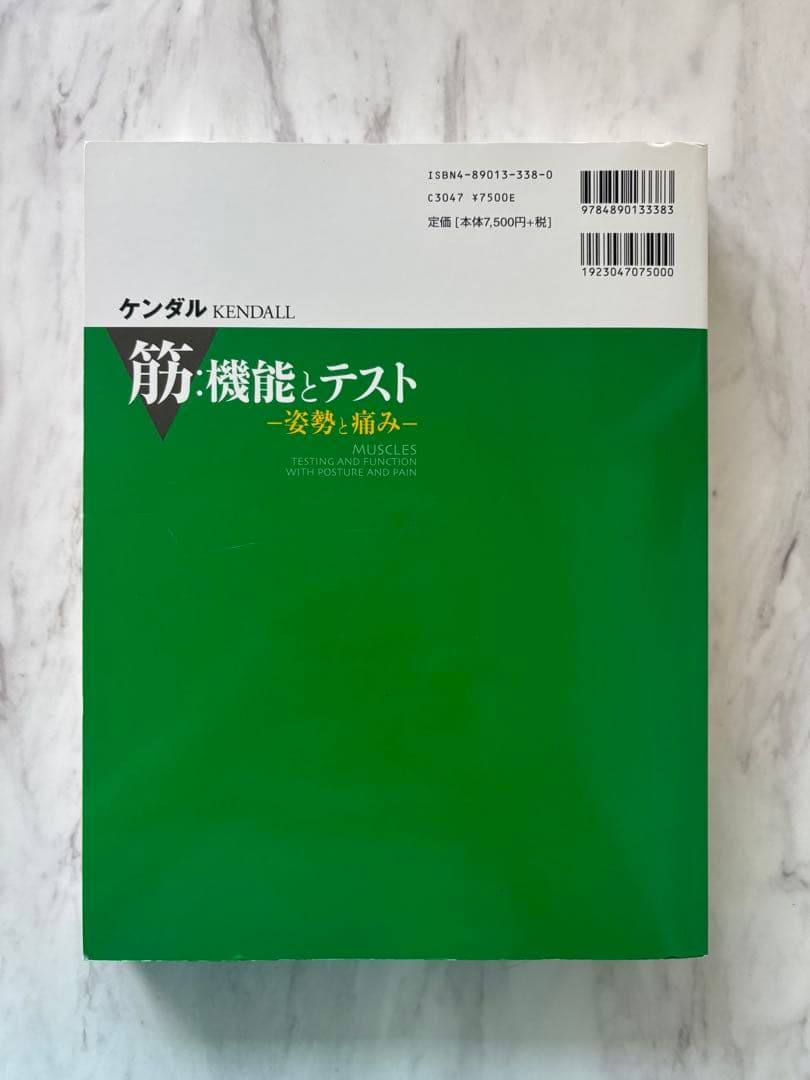 ISBN4-89013-338-0
C3047 ¥7500E
定価 [本体7,500円+税]
9784890133383
1923047075000
ケンダル KENDALL
筋:機能とテスト
−姿勢と痛み−
MUSCLES
TESTING AND FUNCTION
WITH POSTURE AND PAIN